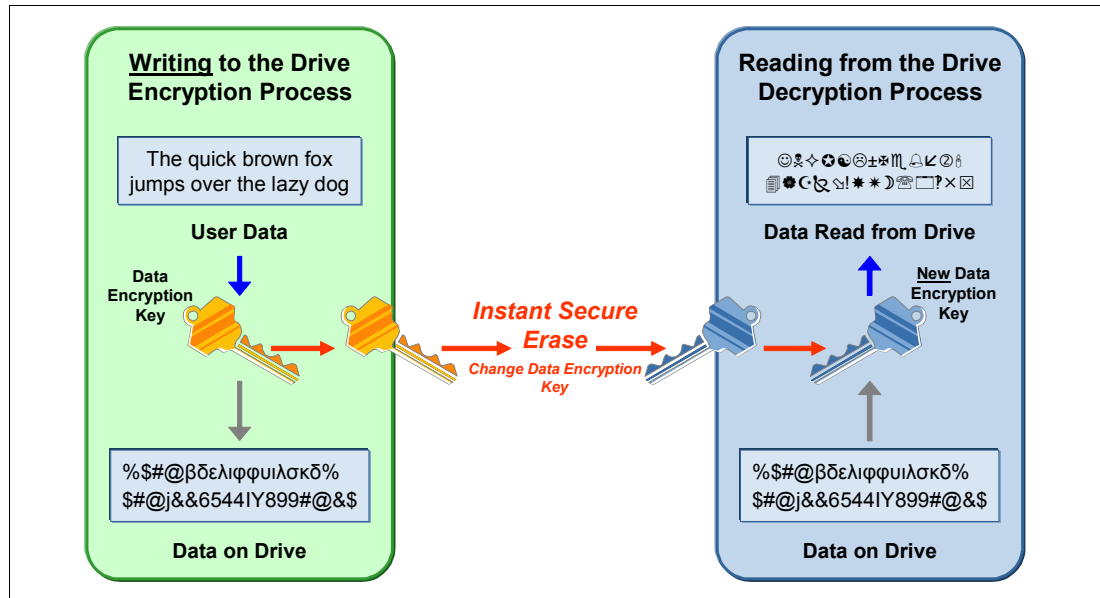 Writing to the Drive
Encryption Process
The quick brown fox
jumps over the lazy dog
User Data
Data
Encryption
Key
%$#@βδελιφφυιλσκδ%
$#@j&&6544IY899#@&$
Data on Drive
Instant Secure
Erase
Change Data Encryption
Key
Reading from the Drive
Decryption Process
Data Read from Drive
New Data
Encryption
Key
%$#@βδελιφφυιλσκδ%
$#@j&&6544IY899#@&$
Data on Drive